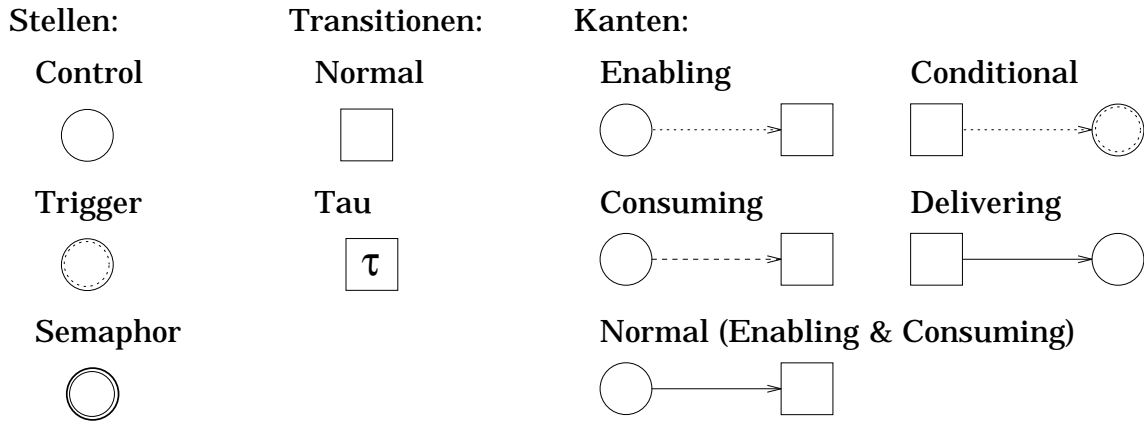 Stellen: Transitionen: Kanten:
Control Normal Enabling Conditional
Trigger Tau Consuming Delivering
τ
Semaphor Normal (Enabling & Consuming)